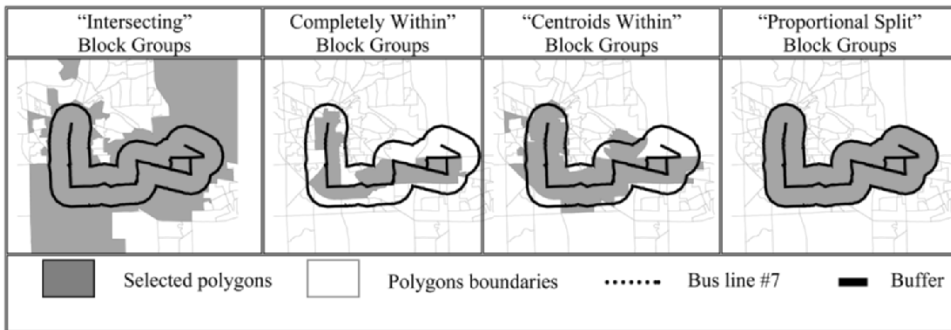 “Intersecting”
Block Groups
Completely Within”
Block Groups
“Centroids Within”
Block Groups
“Proportional Split”
Block Groups
Selected polygons
Polygons boundaries
Bus line #7
Buffer